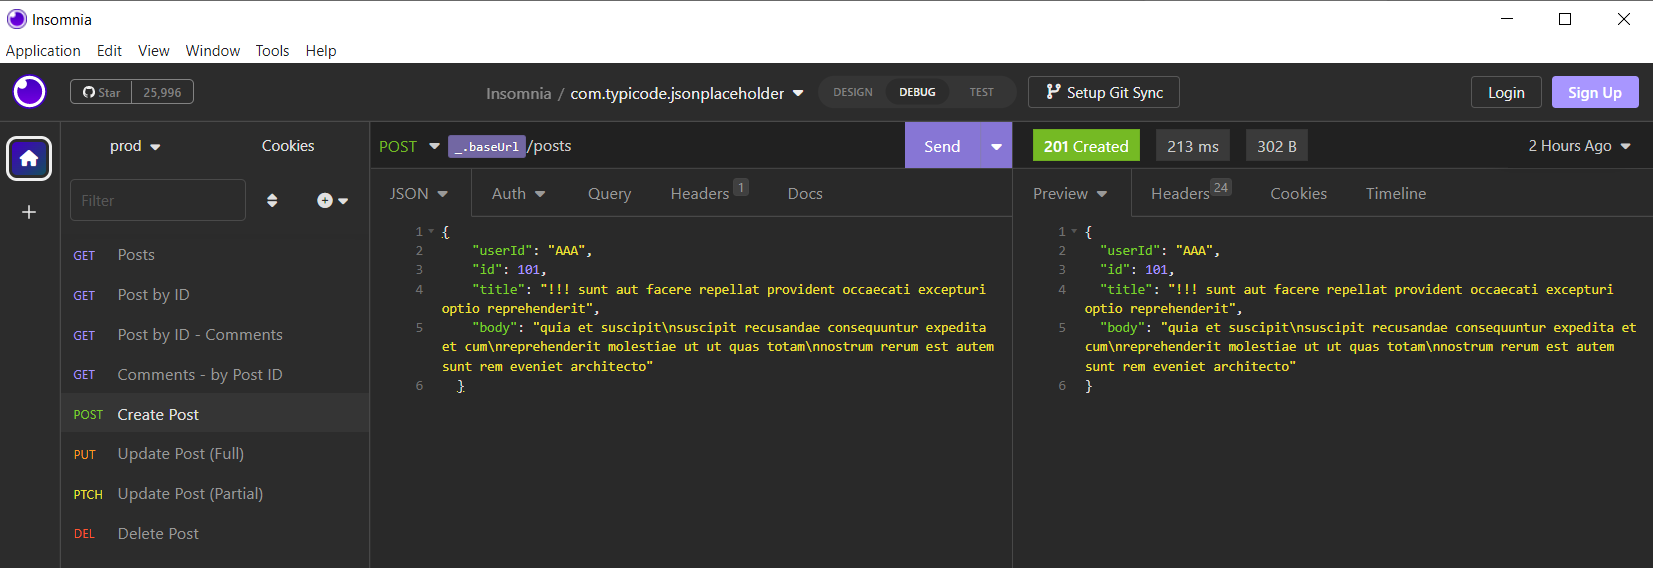 Insomnia
Application Edit View Window Tools Help
Star 25,996 Insomnia / com.typicode.jsonplaceholder DESIGN DEBUG TEST Setup Git Sync Login Sign Up
prod Cookies
Filter
GET Posts
GET Post by ID
GET Post by ID - Comments
GET Comments - by Post ID
POST Create Post
PUT Update Post (Full)
PTCH Update Post (Partial)
DEL Delete Post
POST _.baseUrl /posts Send
JSON Auth Query Headers 1 Docs
1 {
2 "userId": "AAA",
3 "id": 101,
4 "title": "!!! sunt aut facere repellat provident occaecati excepturi
optio reprehenderit",
5 "body": "quia et suscipit\nsuscipit recusandae consequuntur expedita
et cum\nreprehenderit molestiae ut ut quas totam\nnostrum rerum est autem
sunt rem eveniet architecto"
6 }
201 Created 213 ms 302 B 2 Hours Ago
Preview Headers 24 Cookies Timeline
1 {
2 "userId": "AAA",
3 "id": 101,
4 "title": "!!! sunt aut facere repellat provident occaecati excepturi
optio reprehenderit",
5 "body": "quia et suscipit\nsuscipit recusandae consequuntur expedita et
cum\nreprehenderit molestiae ut ut quas totam\nnostrum rerum est autem
sunt rem eveniet architecto"
6 }